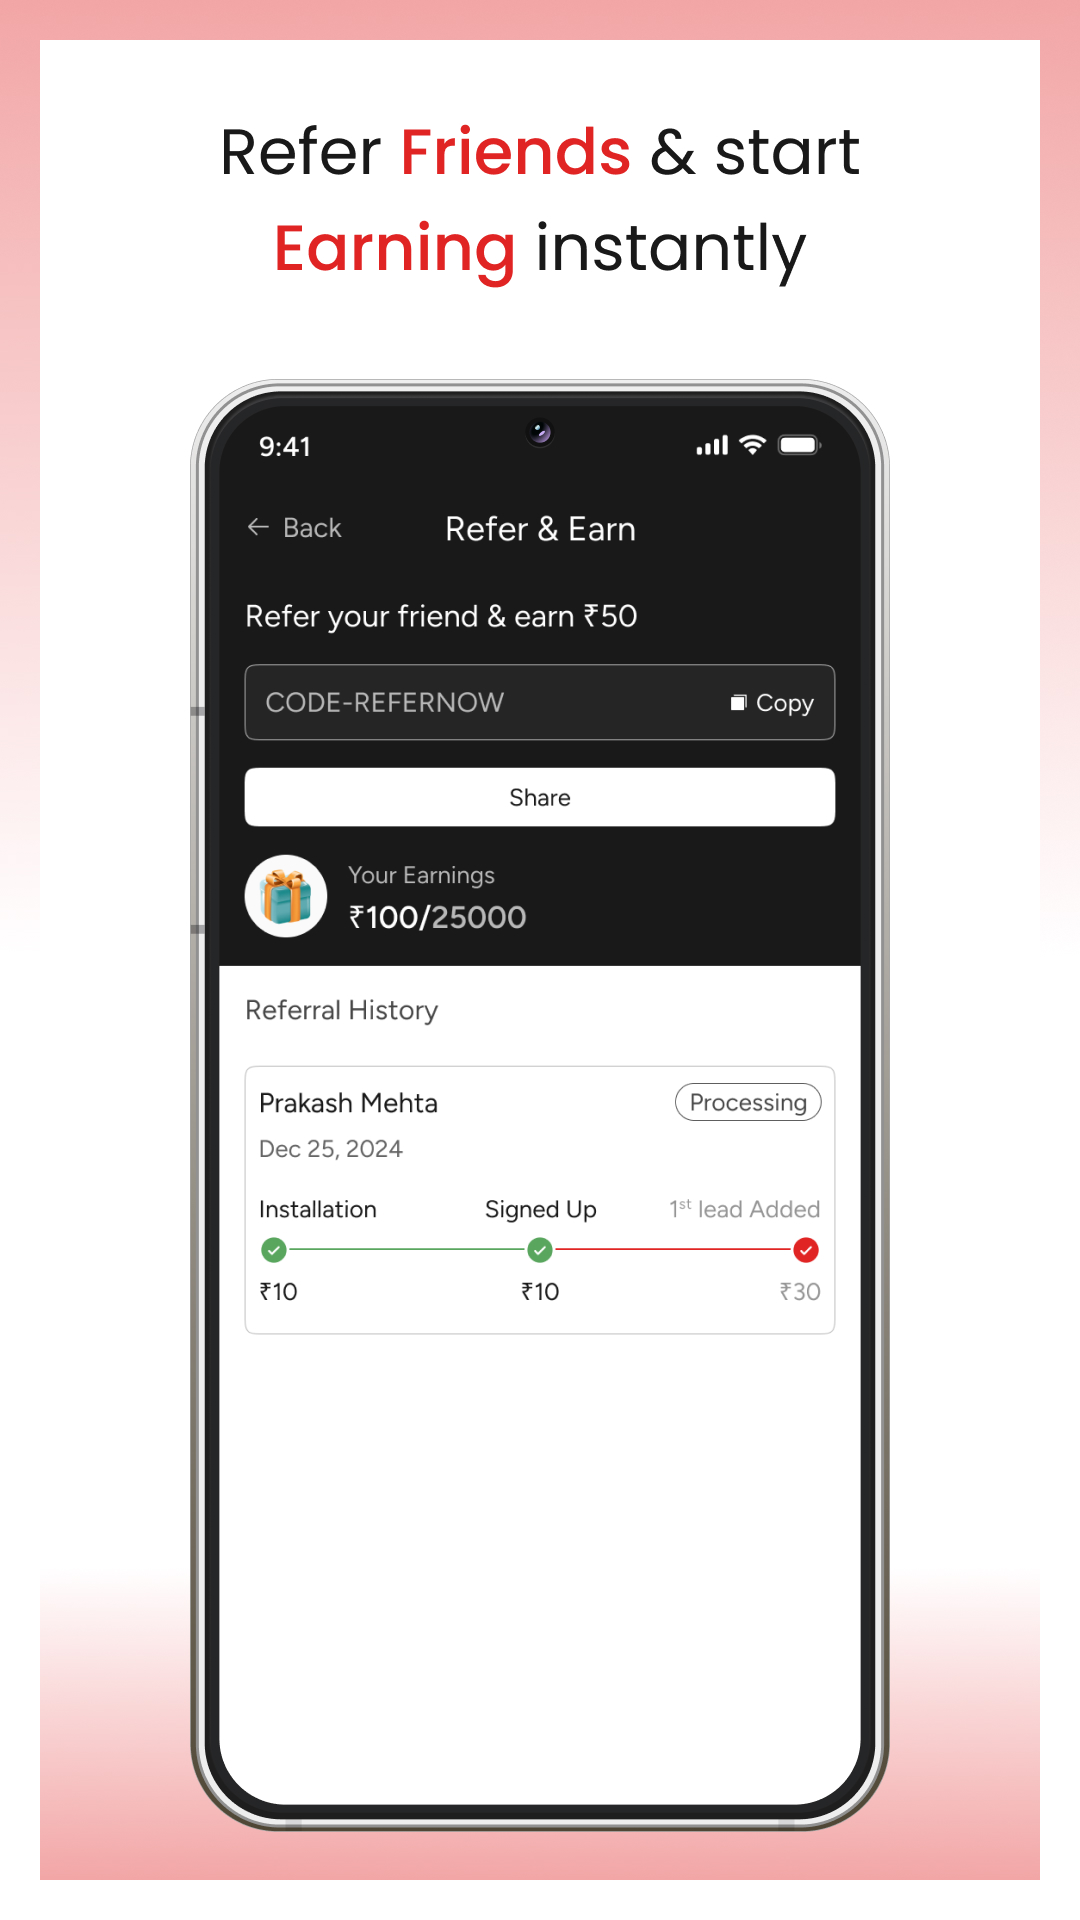 Refer Friends & start
Earning instantly
9:41
Back
Refer & Earn
Refer your friend & earn ₹50
CODE-REFERNOW
Copy
Share
Your Earnings
₹100/25000
Referral History
Prakash Mehta
Processing
Dec 25, 2024
Installation Signed Up 1st lead Added
₹10 ₹10 ₹30